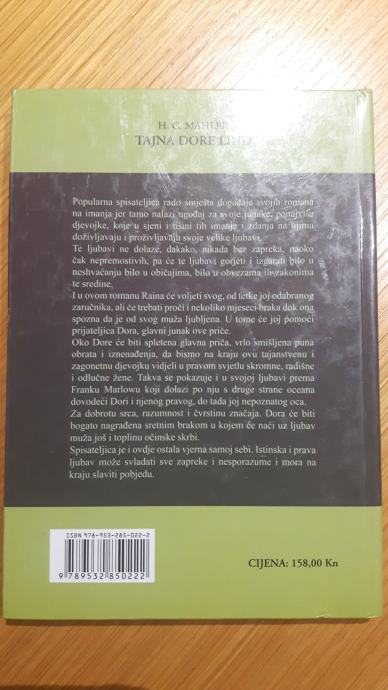 H. C. MAHLER
TAJNA DORE LIND
Popularna spisateljica rado smješta događaje svojih romana
na imanja jer tamo nalazi ugođaj za svoje junake, ponajviše
djevojke, koje u sjeni i tišini tih imanja i zdanja na njima
doživljavaju i proživljavaju svoje velike ljubavi.
Te ljubavi ne dolaze, dakako, nikada bez zapreka, naoko
čak nepremostivih, pa će te ljubavi gorjeti i izgarati bilo u
neshvaćanju bilo u običajima, bilo u obvezama ili zakonima
te sredine.
I u ovom romanu Raina će voljeti svog, od tetke joj odabranog
zaručnika, ali će trebati proći i nekoliko mjeseci braka dok ona
spozna da je od svog muža ljubljena. U tome će joj pomoći
prijateljica Dora, glavni junak ove priče.
Oko Dore će biti spletena glavna priča, vrlo smišljena puna
obrata i iznenađenja, da bismo na kraju ovu tajanstvenu i
zagonetnu djevojku vidjeli u pravom svjetlu skromne, radišne
i odlučne žene. Takva se pokazuje i u svojoj ljubavi prema
Franku Marlowu koji dolazi po nju s druge strane oceana
dovodeći Dori i njenog pravog, do tada joj nepoznatog oca.
Za dobrotu srca, razumnost i čvrstinu značaja. Dora će biti
bogato nagrađena sretnim brakom u kojem će naći uz ljubav
muža još i toplinu očinske skrbi.
Spisateljica je i ovdje ostala vjerna samoj sebi. Istinska i prava
ljubav može svladati sve zapreke i nesporazume i mora na
kraju slaviti pobjedu.
ISBN 978-953-285-022-2
9 789532 850222
CIJENA: 158,00 Kn